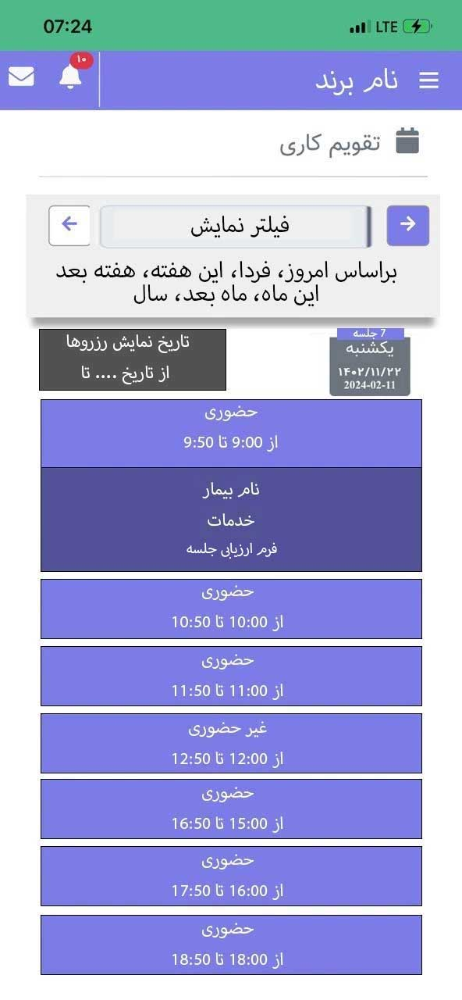 07:24
LTE
نام برند
۱۰
تقویم کاری
فیلتر نمایش
براساس امروز، فردا، این هفته، هفته بعد
این ماه، ماه بعد، سال
7 جلسه
یکشنبه
۱۴۰۲/۱۱/۲۲
2024-02-11
تاریخ نمایش رزروها
از تاریخ .... تا
حضوری
از 9:00 تا 9:50
نام بیمار
خدمات
فرم ارزیابی جلسه
حضوری
از 10:00 تا 10:50
حضوری
از 11:00 تا 11:50
غیر حضوری
از 12:00 تا 12:50
حضوری
از 15:00 تا 16:50
حضوری
از 16:00 تا 17:50
حضوری
از 18:00 تا 18:50